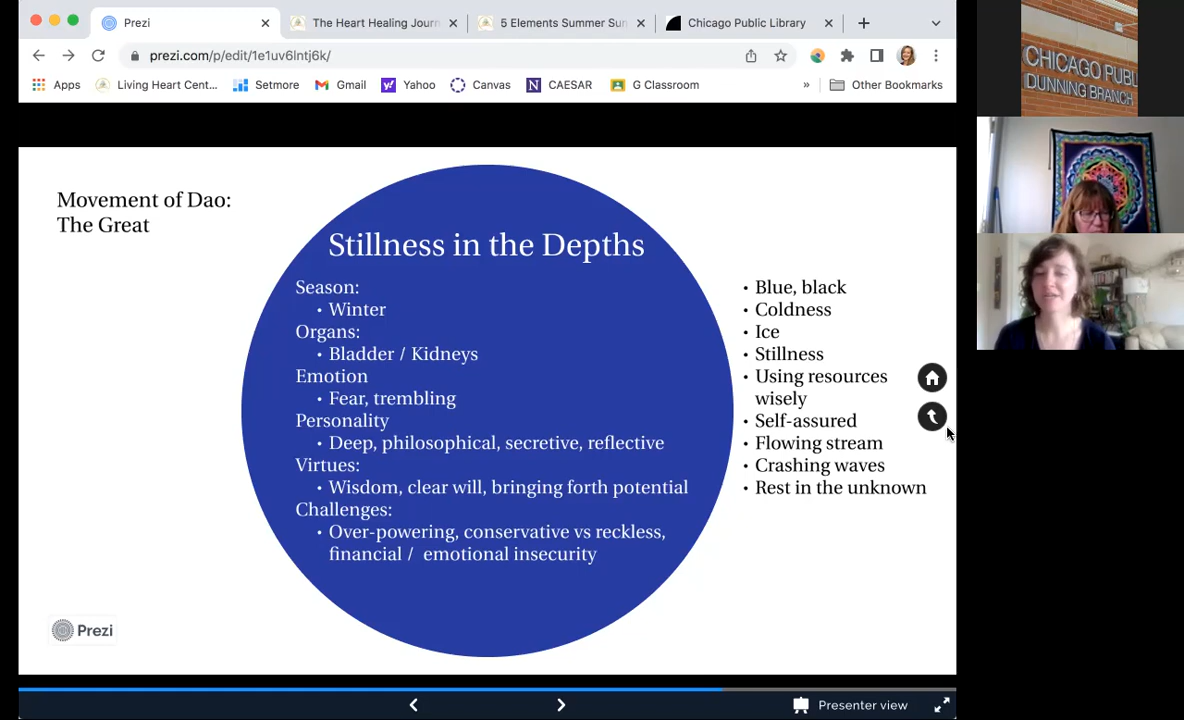 Prezi
The Heart Healing Journ
5 Elements Summer Sun
Chicago Public Library
prezi.com/p/edit/1e1uv6lntj6k/
Apps
Living Heart Cent...
Setmore
Gmail
Yahoo
Canvas
N CAESAR
G Classroom
»
Other Bookmarks
CHICAGO PUBL
DUNNING BRANCH
Movement of Dao:
The Great
Stillness in the Depths
Season:
• Winter
Organs:
• Bladder / Kidneys
Emotion
• Fear, trembling
Personality
• Deep, philosophical, secretive, reflective
Virtues:
• Wisdom, clear will, bringing forth potential
Challenges:
• Over-powering, conservative vs reckless,
financial / emotional insecurity
• Blue, black
• Coldness
• Ice
• Stillness
• Using resources
wisely
• Self-assured
• Flowing stream
• Crashing waves
• Rest in the unknown
Prezi
Presenter view